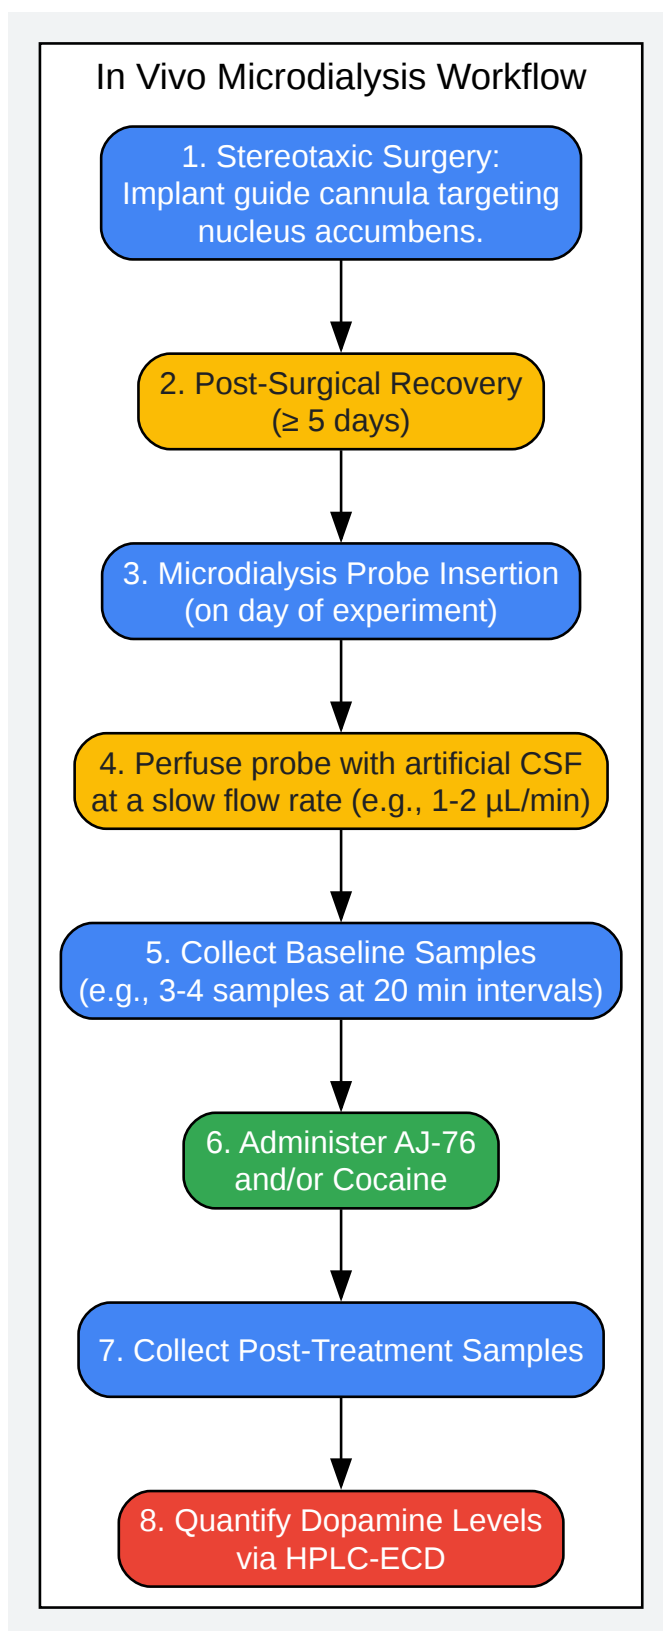 In Vivo Microdialysis Workflow
1. Stereotaxic Surgery:
Implant guide cannula targeting
nucleus accumbens.
2. Post-Surgical Recovery
(≥ 5 days)
3. Microdialysis Probe Insertion
(on day of experiment)
4. Perfuse probe with artificial CSF
at a slow flow rate (e.g., 1-2 µL/min)
5. Collect Baseline Samples
(e.g., 3-4 samples at 20 min intervals)
6. Administer AJ-76
and/or Cocaine
7. Collect Post-Treatment Samples
8. Quantify Dopamine Levels
via HPLC-ECD